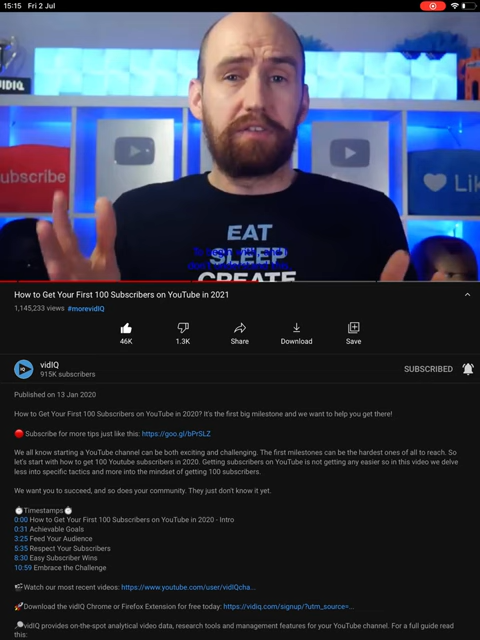 15:15 Fri 2 Jul
VIDIQ
ubscribe
Lik
EAT
SLEEP
CREATE
How to Get Your First 100 Subscribers on YouTube in 2021
1,145,233 views #morevidIQ
46K
1.3K
Share
Download
Save
vidIQ
915K subscribers
SUBSCRIBED
Published on 13 Jan 2020
How to Get Your First 100 Subscribers on YouTube in 2020? It's the first big milestone and we want to help you get there!
🔴 Subscribe for more tips just like this: https://goo.gl/bPrSLZ
We all know starting a YouTube channel can be both exciting and challenging. The first milestones can be the hardest ones of all to reach. So
let's start with how to get 100 Youtube subscribers in 2020. Getting subscribers on YouTube is not getting any easier so in this video we delve
less into specific tactics and more into the mindset of getting 100 subscribers.
We want you to succeed, and so does your community. They just don't know it yet.
⏱Timestamps⏱
0:00 How to Get Your First 100 Subscribers on YouTube in 2020 - Intro
0:31 Achievable Goals
3:25 Feed Your Audience
5:35 Respect Your Subscribers
8:30 Easy Subscriber Wins
10:59 Embrace the Challenge
🎬Watch our most recent videos: https://www.youtube.com/user/vidIQcha...
🚀Download the vidIQ Chrome or Firefox Extension for free today: https://vidiq.com/signup/?utm_source=...
🔎vidIQ provides on-the-spot analytical video data, research tools and management features for your YouTube channel. For a full guide read
this: